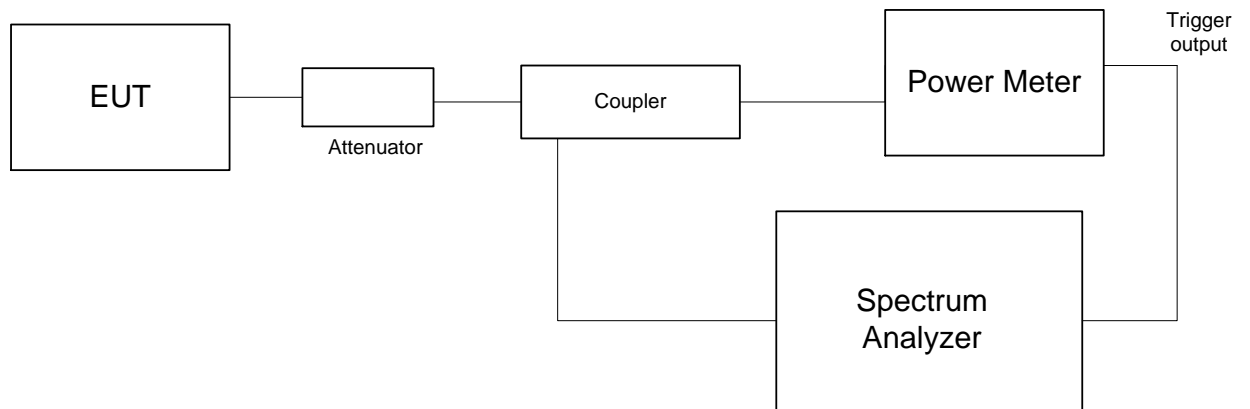 Trigger
output
EUT
Attenuator
Coupler
Power Meter
Spectrum
Analyzer